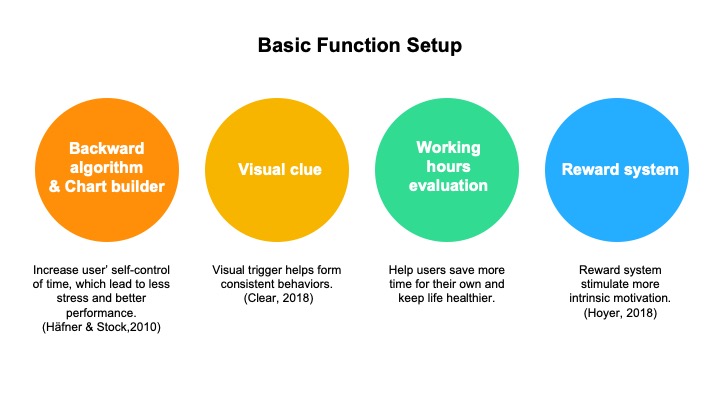 Basic Function Setup
Backward
algorithm
& Chart builder
Visual clue
Working
hours
evaluation
Reward system
Increase user’ self-control
of time, which lead to less
stress and better
performance.
(Häfner & Stock,2010)
Visual trigger helps form
consistent behaviors.
(Clear, 2018)
Help users save more
time for their own and
keep life healthier.
Reward system
stimulate more
intrinsic motivation.
(Hoyer, 2018)